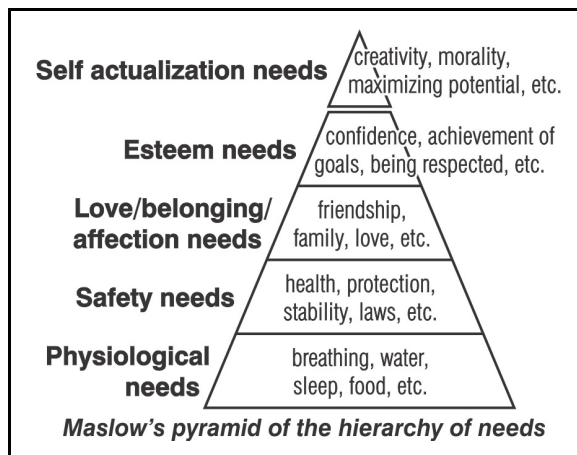 Self actualization needs
creativity, morality,
maximizing potential, etc.
Esteem needs
confidence, achievement of
goals, being respected, etc.
Love/belonging/
affection needs
friendship,
family, love, etc.
Safety needs
health, protection,
stability, laws, etc.
Physiological
needs
breathing, water,
sleep, food, etc.
Maslow's pyramid of the hierarchy of needs